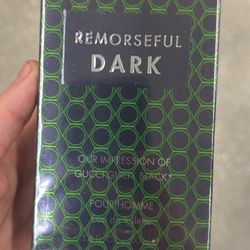 REMORSEFUL
DARK
OUR IMPRESSION OF
GUCCI GUILTY BLACK*
POUR HOMME